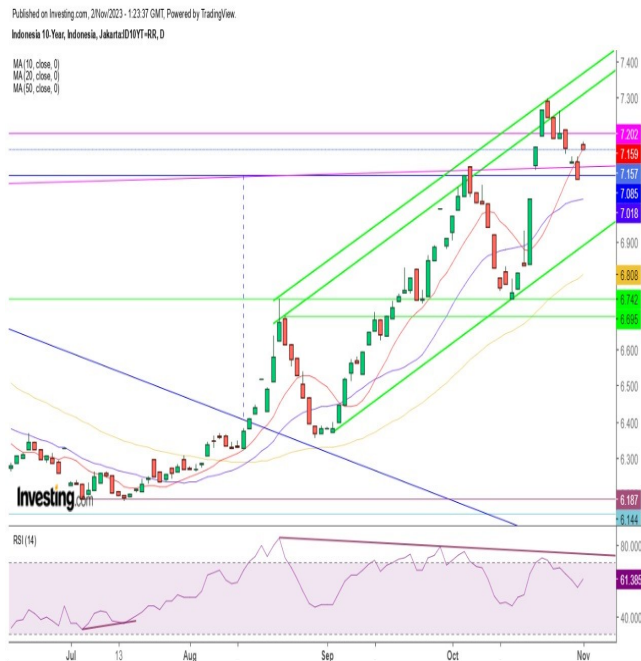 Published on Investing.com, 2/Nov/2023 - 1:23:37 GMT, Powered by TradingView.
Indonesia 10-Year, Indonesia, Jakarta:ID10YT=RR, D
MA (10, close, 0)
MA (20, close, 0)
MA (50, close, 0)
7.400
7.300
7.202
7.159
7.157
7.085
7.018
6.900
6.808
6.742
6.695
6.600
6.500
6.400
6.300
6.187
6.144
Investing.com
RSI (14)
80.000
61.385
40.000
Jul 13 Aug Sep Oct Nov